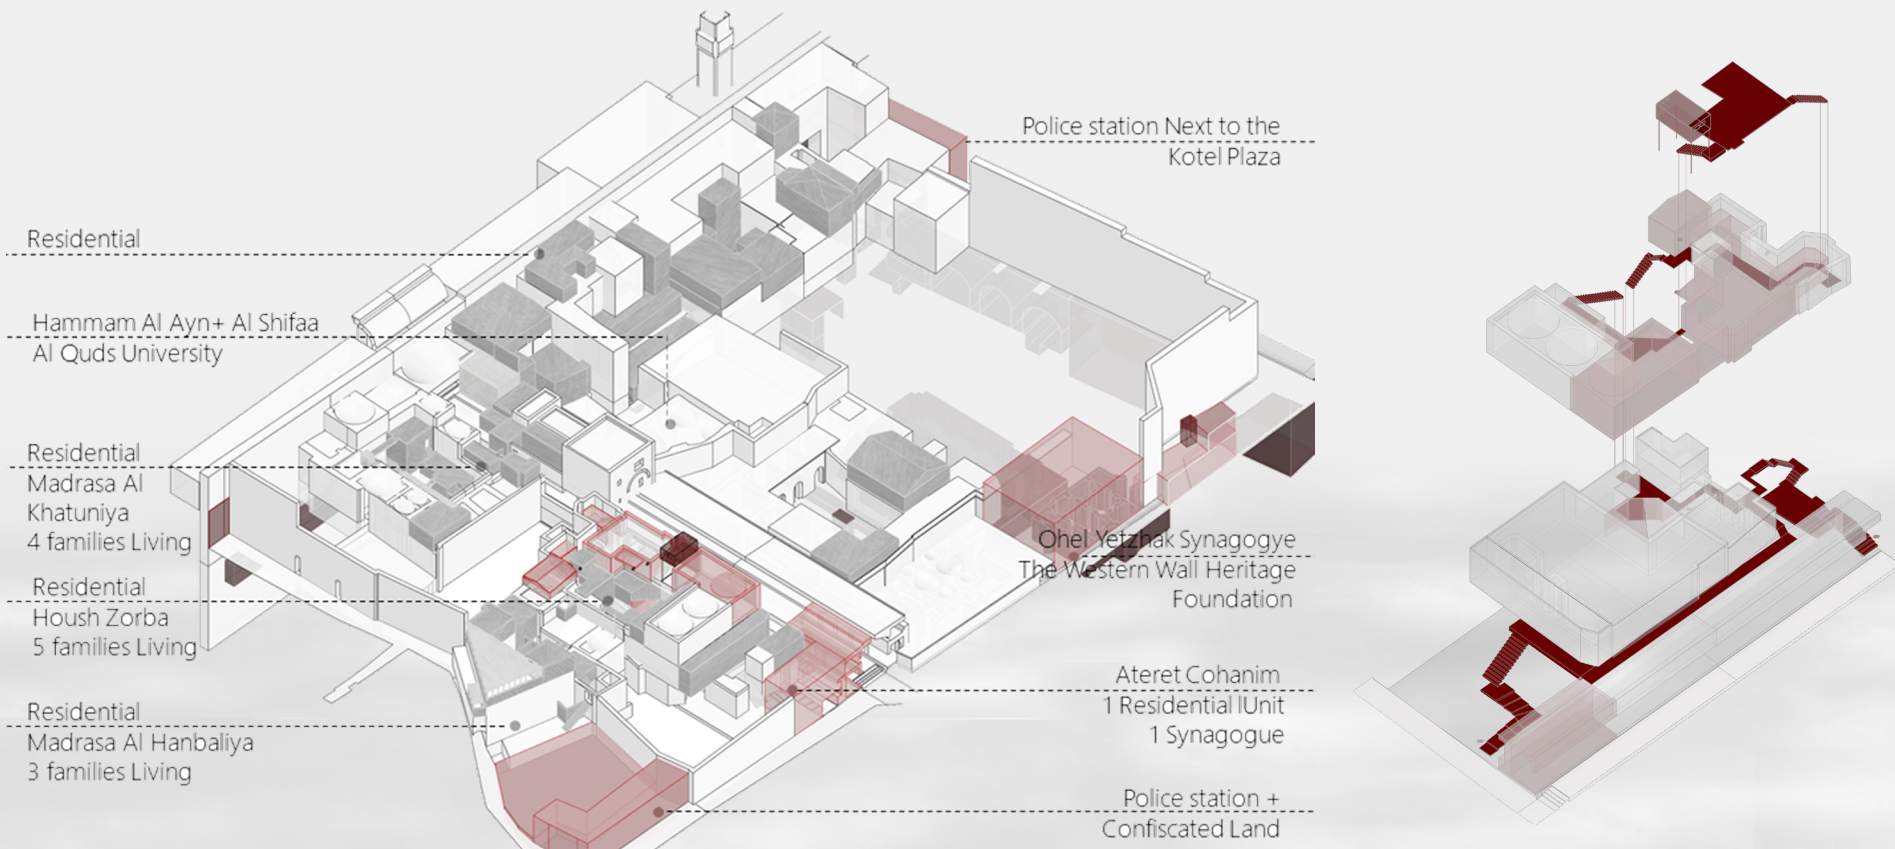 Residential
Hammam Al Ayn+ Al Shifaa
Al Quds University
Residential
Madrasa Al
Khatuniya
4 families Living
Residential
Housh Zorba
5 families Living
Residential
Madrasa Al Hanbaliya
3 families Living
Police station Next to the
Kotel Plaza
Ohel Yetzhak Synagogye
The Western Wall Heritage
Foundation
Ateret Cohanim
1 Residential lUnit
1 Synagogue
Police station +
Confiscated Land